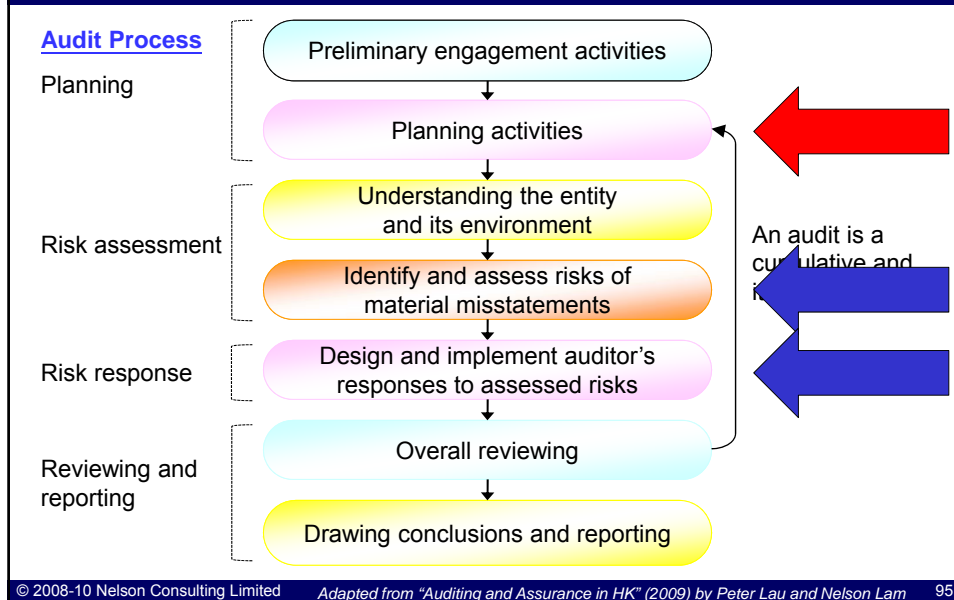 Audit Process
Planning
Preliminary engagement activities
Planning activities
Risk assessment
Understanding the entity
and its environment
Identify and assess risks of
material misstatements
An audit is a
and
Risk response
Design and implement auditor's
responses to assessed risks
Reviewing and
reporting
Overall reviewing
Drawing conclusions and reporting
© 2008-10 Nelson Consulting Limited
Adapted from "Auditing and Assurance in HK" (2009) by Peter Lau and Nelson Lam
95